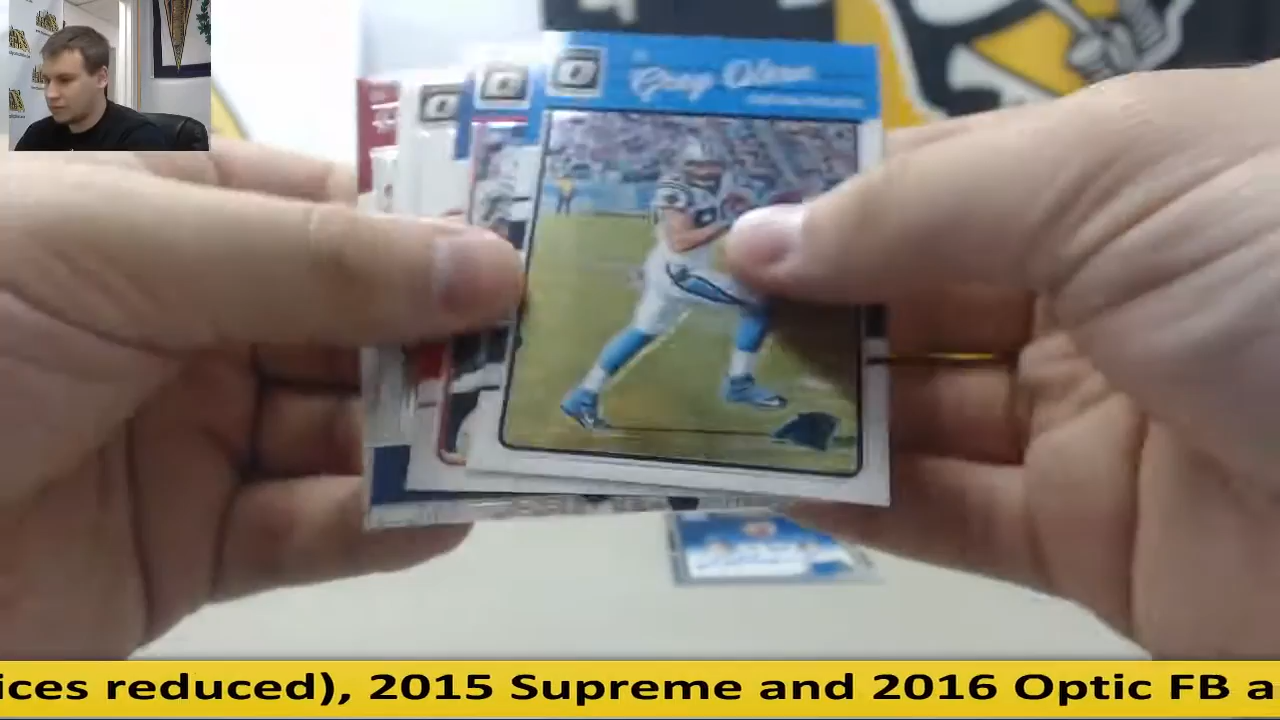 Greg Olsen
ices reduced), 2015 Supreme and 2016 Optic FB a